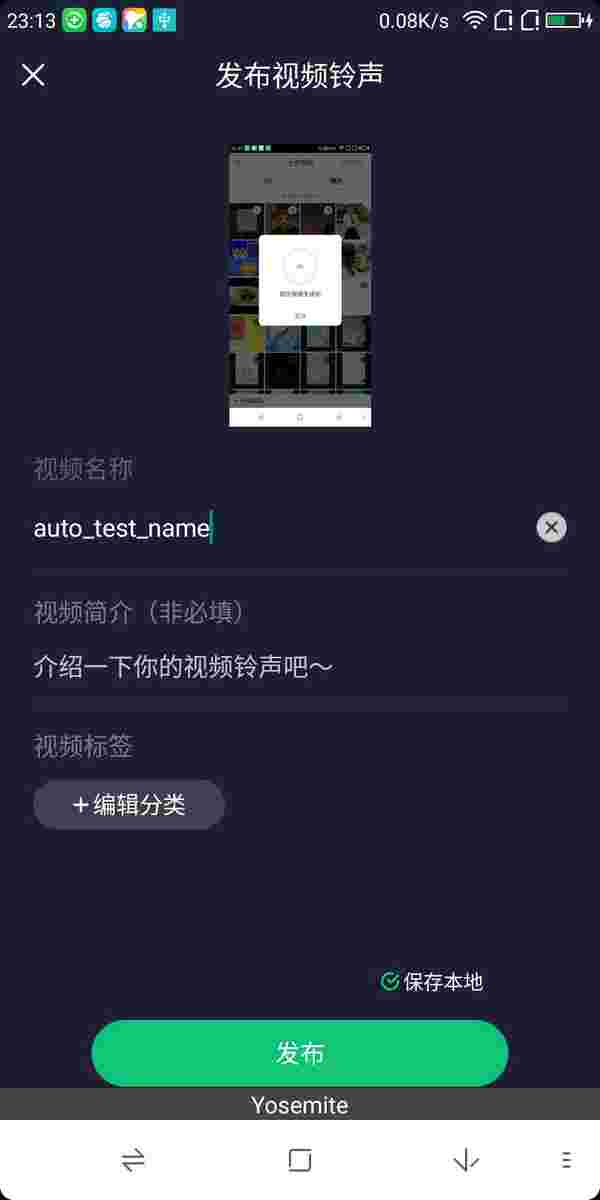 23:13 0.08K/s
发布视频铃声
视频名称
auto_test_name
视频简介（非必填）
介绍一下你的视频铃声吧～
视频标签
+编辑分类
保存本地
发布
Yosemite